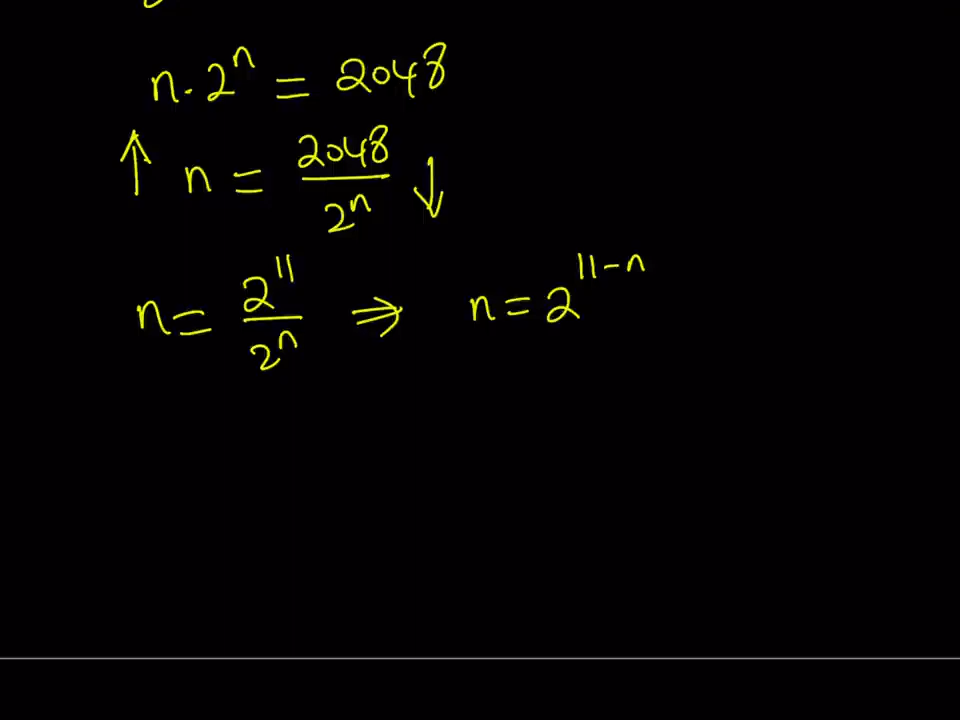 n · 2^n = 2048
↑ n = 2048/2^n ↓
n = 2^11/2^n ⇒ n = 2^(11-n)